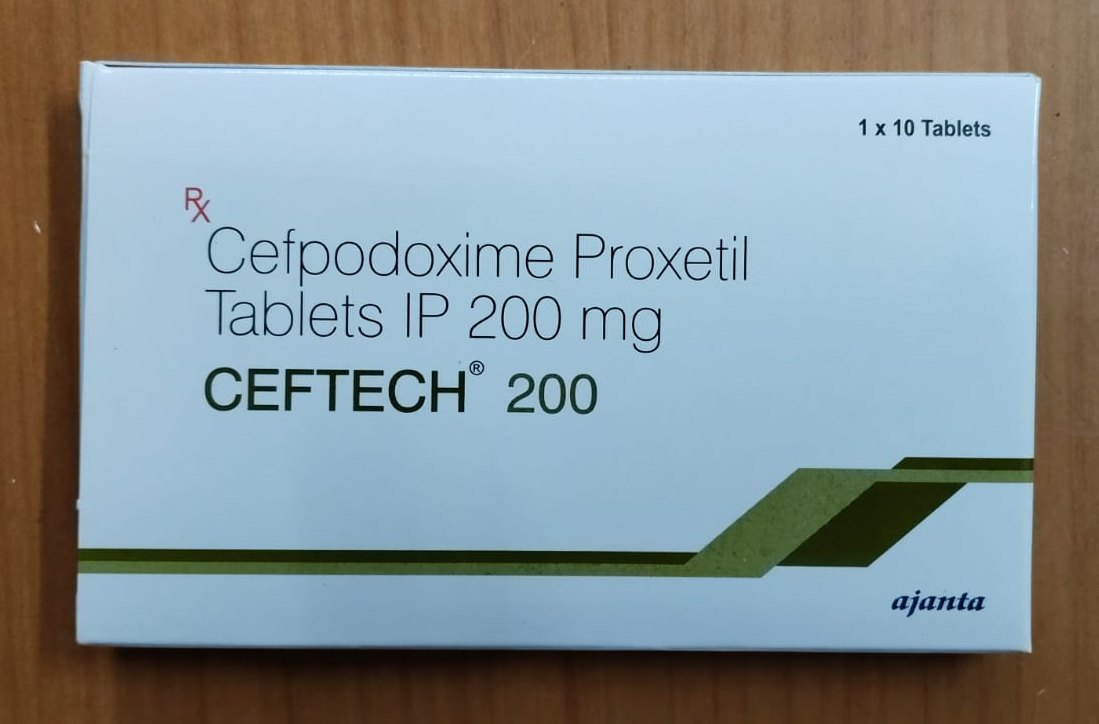 1 x 10 Tablets
Rx
Cefpodoxime Proxetil
Tablets IP 200 mg
CEFTECH® 200
ajanta